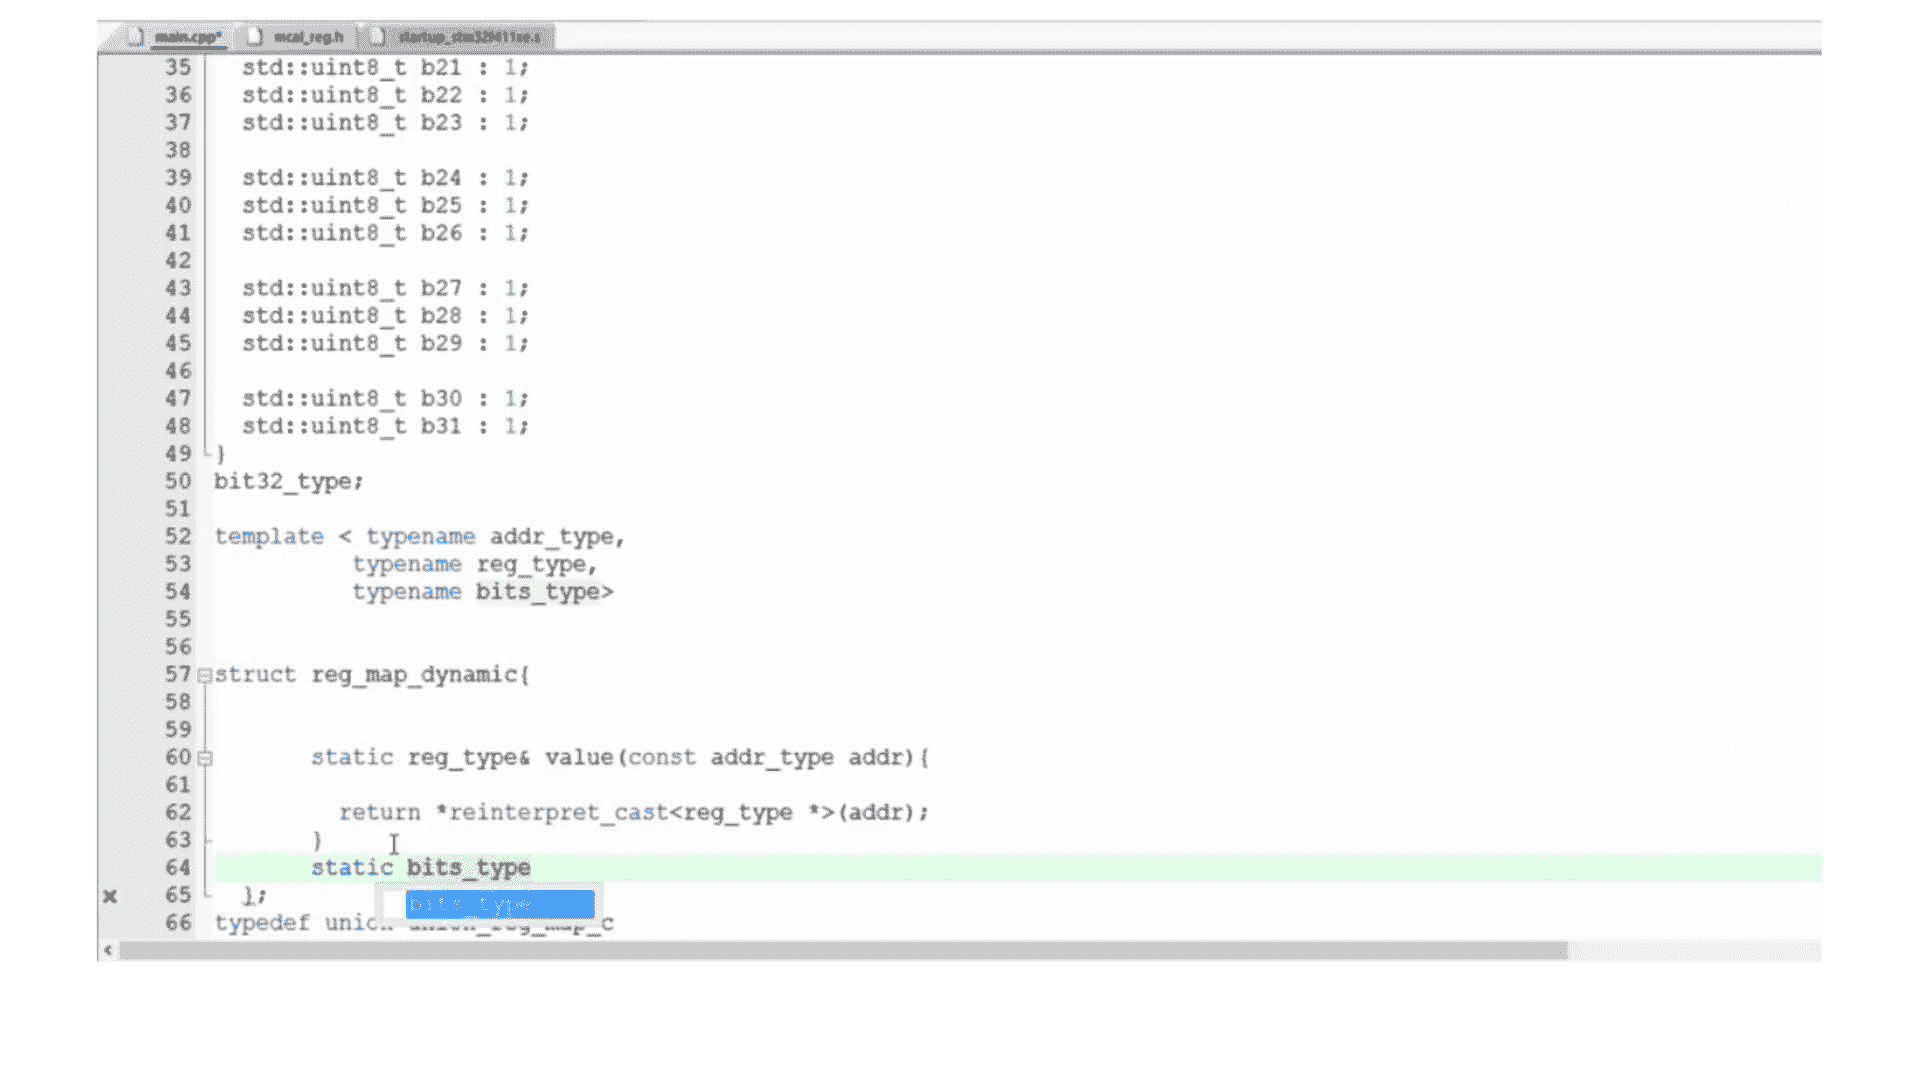 main.cpp* mcal_reg.h startup_stm32f411xe.s
35 std::uint8_t b21 : 1;
36 std::uint8_t b22 : 1;
37 std::uint8_t b23 : 1;
38
39 std::uint8_t b24 : 1;
40 std::uint8_t b25 : 1;
41 std::uint8_t b26 : 1;
42
43 std::uint8_t b27 : 1;
44 std::uint8_t b28 : 1;
45 std::uint8_t b29 : 1;
46
47 std::uint8_t b30 : 1;
48 std::uint8_t b31 : 1;
49 }
50 bit32_type;
51
52 template < typename addr_type,
53 typename reg_type,
54 typename bits_type>
55
56
57 struct reg_map_dynamic{
58
59
60 static reg_type& value(const addr_type addr){
61
62 return *reinterpret_cast<reg_type *>(addr);
63 }
64 static bits_type
65 };
bits_type
66 typedef union union_reg_map_c